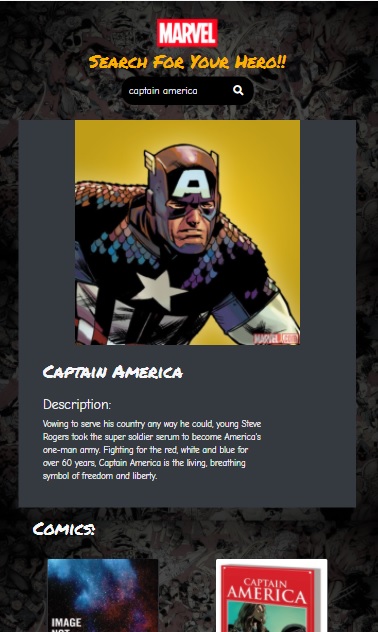 MARVEL
Search For Your Hero!!
captain america
A
MARVEL
Captain America
Description:
Vowing to serve his country any way he could, young Steve
Rogers took the super soldier serum to become America's
one-man army. Fighting for the red, white and blue for
over 60 years, Captain America is the living, breathing
symbol of freedom and liberty.
Comics:
IMAGE
NOT
CAPTAIN
AMERICA